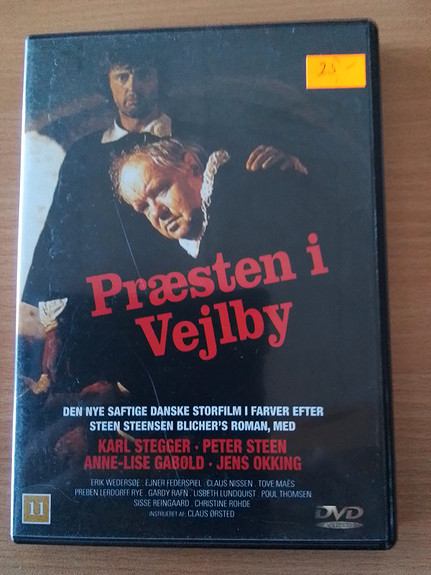 25,-
Præsten i
Vejlby
DEN NYE SAFTIGE DANSKE STORFILM I FARVER EFTER
STEEN STEENSEN BLICHER'S ROMAN, MED
KARL STEGGER · PETER STEEN
ANNE-LISE GABOLD · JENS OKKING
ERIK WEDERSØE . EJNER FEDERSPIEL . CLAUS NISSEN . TOVE MAËS
PREBEN LERDORFF RYE . GARDY RAFN . LISBETH LUNDQUIST . POUL THOMSEN
SISSE REINGAARD . CHRISTINE ROHDE
INSTRUERET AF: CLAUS ØRSTED
11
DVD
VIDEO